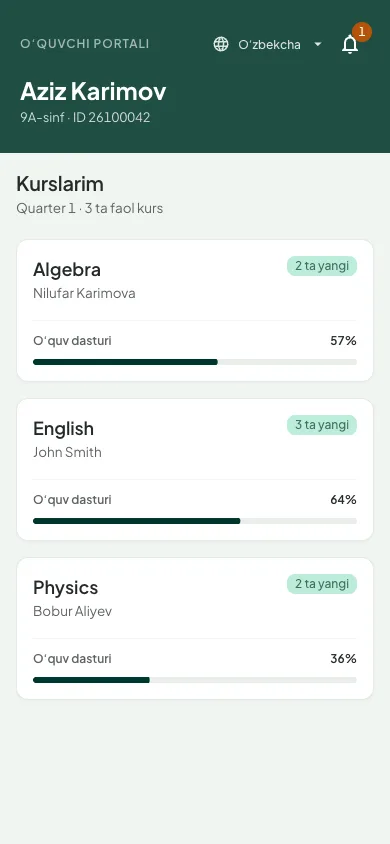 O‘QUVCHI PORTALI
O‘zbekcha
1
Aziz Karimov
9A-sinf · ID 26100042
Kurslarim
Quarter 1 · 3 ta faol kurs
Algebra
2 ta yangi
Nilufar Karimova
O‘quv dasturi
57%
English
3 ta yangi
John Smith
O‘quv dasturi
64%
Physics
2 ta yangi
Bobur Aliyev
O‘quv dasturi
36%